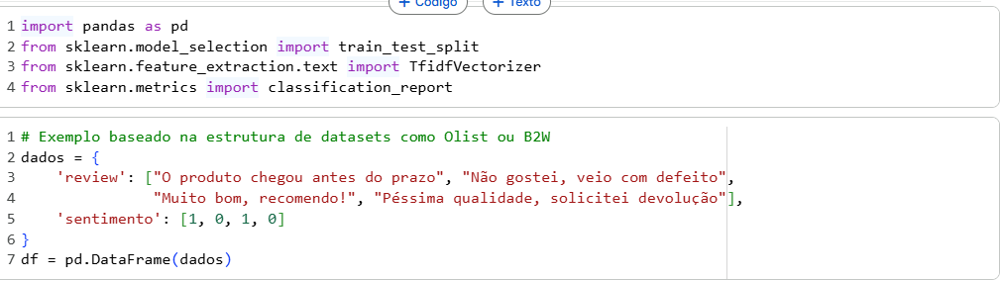 + Código + Texto
1 import pandas as pd
2 from sklearn.model_selection import train_test_split
3 from sklearn.feature_extraction.text import TfidfVectorizer
4 from sklearn.metrics import classification_report
1 # Exemplo baseado na estrutura de datasets como Olist ou B2W
2 dados = {
3     'review': ["O produto chegou antes do prazo", "Não gostei, veio com defeito",
4                "Muito bom, recomendo!", "Péssima qualidade, solicitei devolução"],
5     'sentimento': [1, 0, 1, 0]
6 }
7 df = pd.DataFrame(dados)